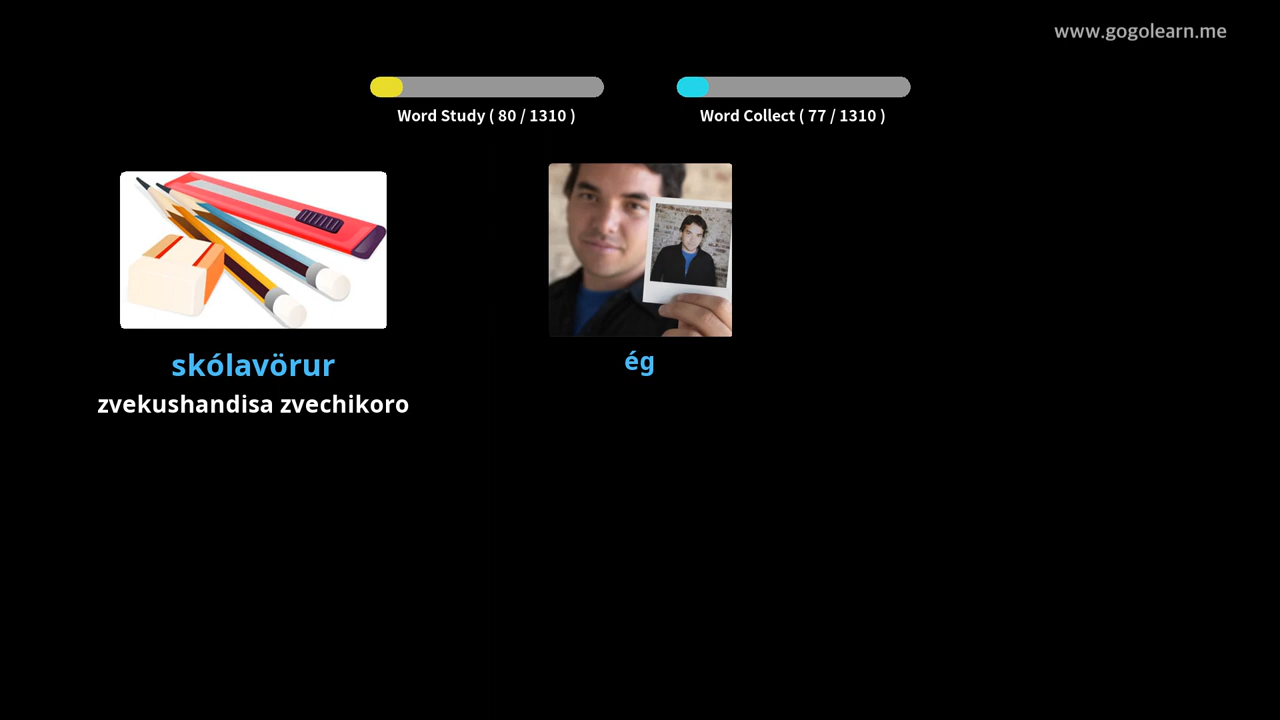 www.gogolearn.me
Word Study ( 80 / 1310 )
Word Collect ( 77 / 1310 )
skólavörur
zvekushandisa zvechikoro
ég